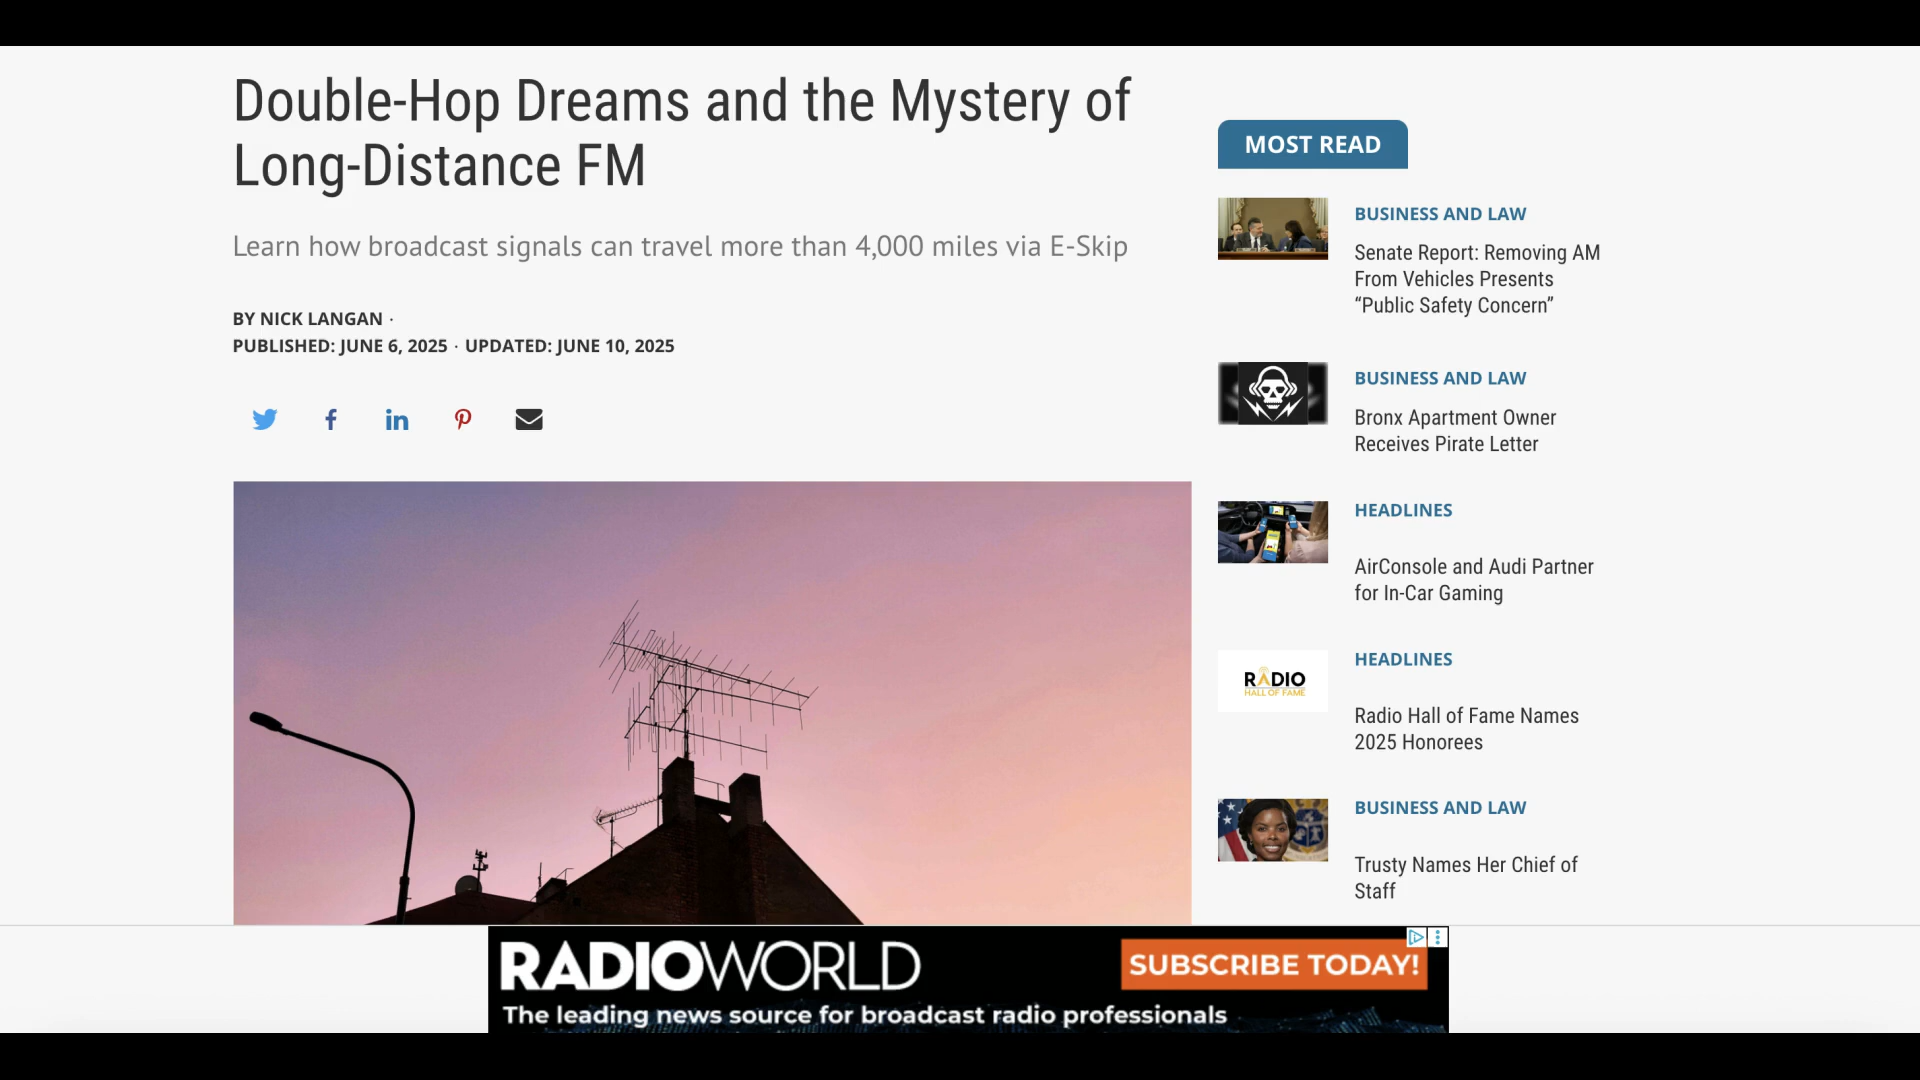 Double-Hop Dreams and the Mystery of
Long-Distance FM
Learn how broadcast signals can travel more than 4,000 miles via E-Skip
BY NICK LANGAN ·
PUBLISHED: JUNE 6, 2025 · UPDATED: JUNE 10, 2025
MOST READ
BUSINESS AND LAW
Senate Report: Removing AM
From Vehicles Presents
“Public Safety Concern”
BUSINESS AND LAW
Bronx Apartment Owner
Receives Pirate Letter
HEADLINES
AirConsole and Audi Partner
for In-Car Gaming
RADIO
HALL OF FAME
HEADLINES
Radio Hall of Fame Names
2025 Honorees
BUSINESS AND LAW
Trusty Names Her Chief of
Staff
RADIOWORLD
SUBSCRIBE TODAY!
The leading news source for broadcast radio professionals